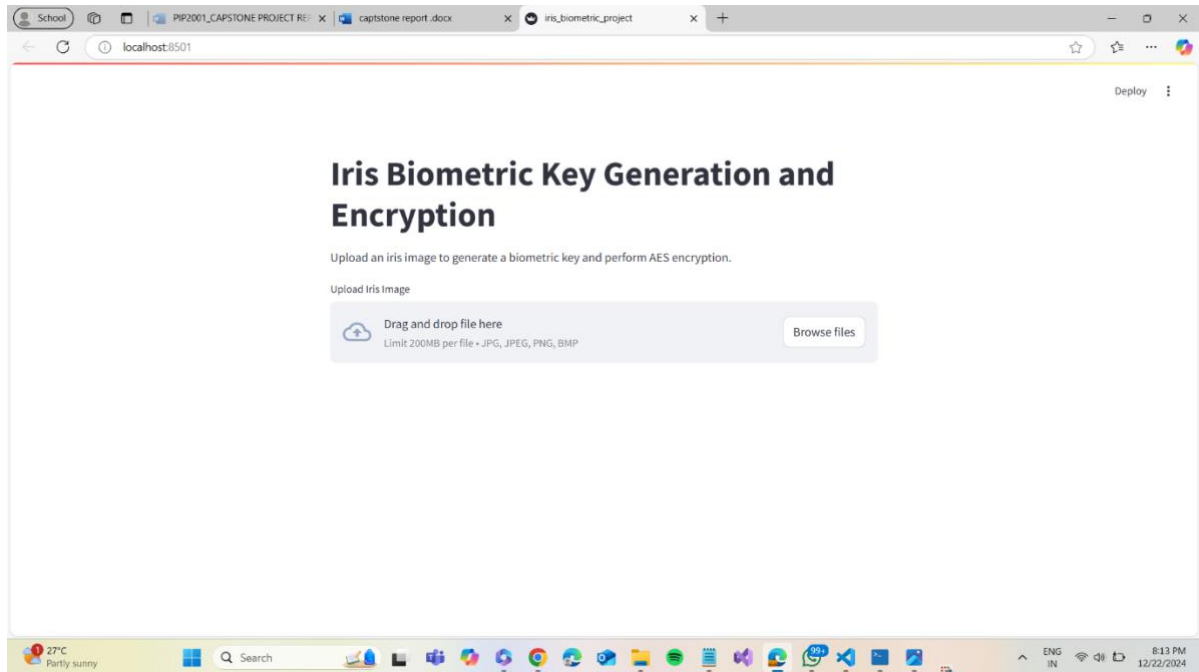 School
PIP2001_CAPSTONE PROJECT REF
captstone report .docx
iris_biometric_project
localhost:8501
Deploy
Iris Biometric Key Generation and
Encryption
Upload an iris image to generate a biometric key and perform AES encryption.
Upload Iris Image
Drag and drop file here
Limit 200MB per file • JPG, JPEG, PNG, BMP
Browse files
1
27°C
Partly sunny
Search
99+
ENG
IN
8:13 PM
12/22/2024